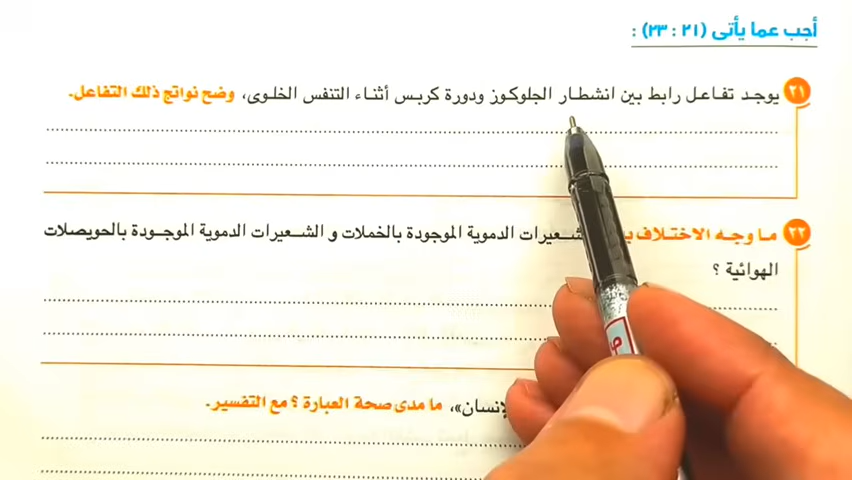 أجب عما يأتى (٢١ : ٢٣) :
٢١ يوجد تفاعل رابط بين انشطار الجلوكوز ودورة كربس أثناء التنفس الخلوى، وضح نواتج ذلك التفاعل.
٢٢ ما وجه الاختلاف الشعيرات الدموية الموجودة بالخملات و الشعيرات الدموية الموجودة بالحويصلات
الهوائية ؟
ما مدى صحة العبارة ؟ مع التفسير.